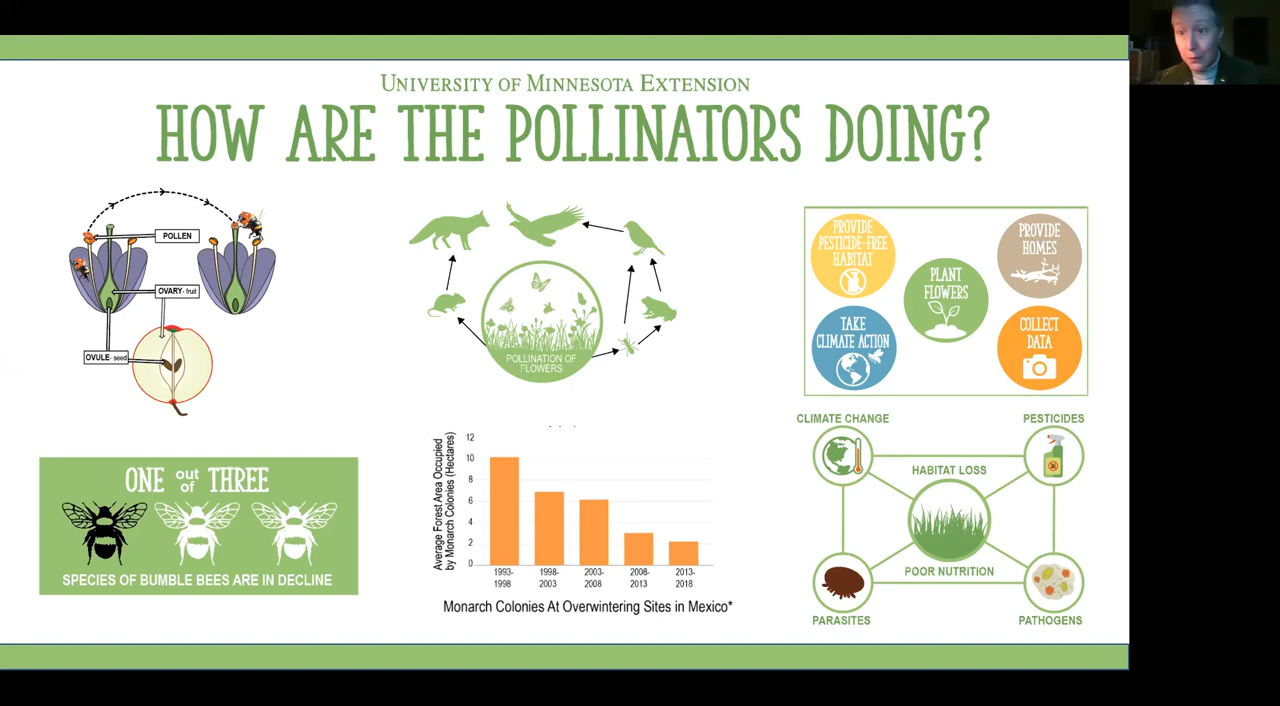 UNIVERSITY OF MINNESOTA EXTENSION
HOW ARE THE POLLINATORS DOING?
POLLEN
OVARY- fruit
OVULE- seed
POLLINATION OF
FLOWERS
PROVIDE
PESTICIDE-FREE
HABITAT
PROVIDE
HOMES
PLANT
FLOWERS
TAKE
CLIMATE ACTION
COLLECT
DATA
ONE out of THREE
SPECIES OF BUMBLE BEES ARE IN DECLINE
Average Forest Area Occupied
by Monarch Colonies (Hectares)
12
10
8
6
4
2
0
1993-
1998
1998-
2003
2003-
2008
2008-
2013
2013-
2018
Monarch Colonies At Overwintering Sites in Mexico*
CLIMATE CHANGE
PESTICIDES
HABITAT LOSS
POOR NUTRITION
PARASITES
PATHOGENS